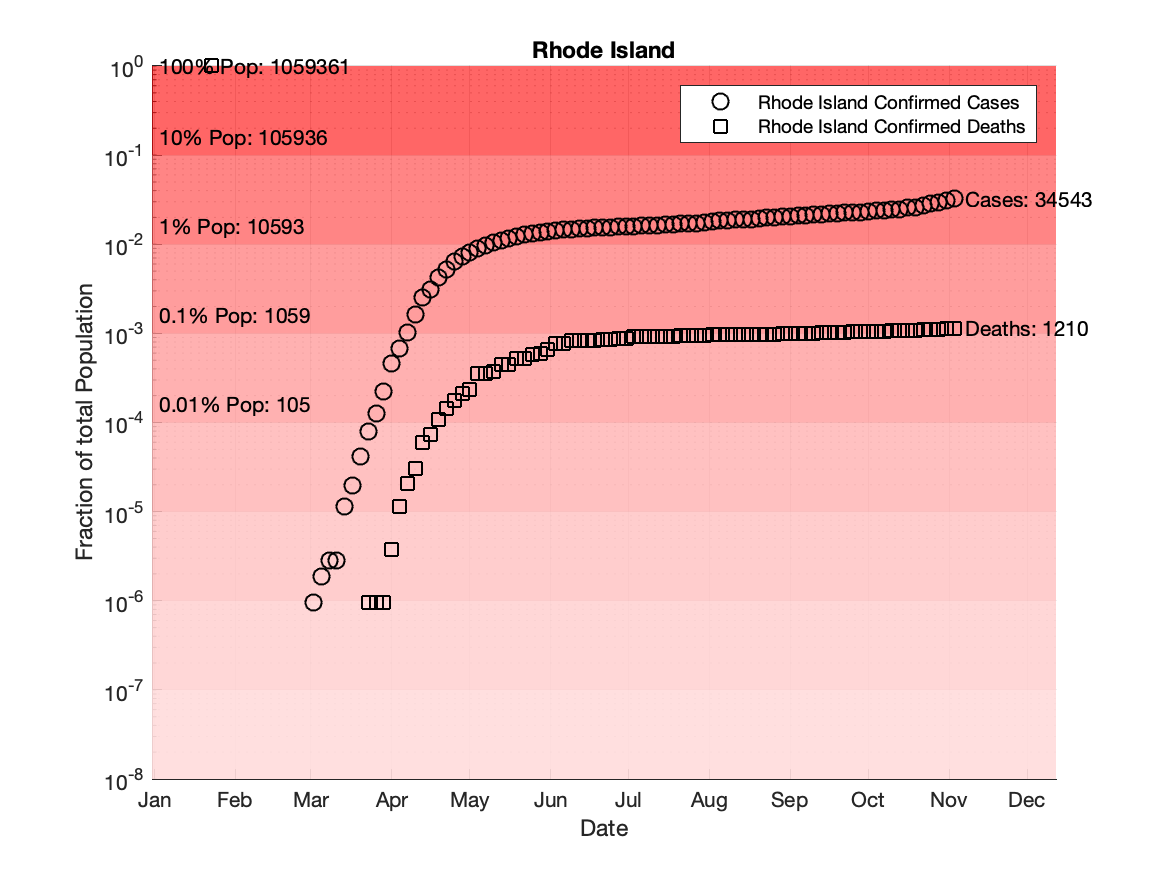 Rhode Island
10^0
100% Pop: 1059361
Rhode Island Confirmed Cases
Rhode Island Confirmed Deaths
10% Pop: 105936
10^-1
Cases: 34543
1% Pop: 10593
10^-2
0.1% Pop: 1059
10^-3
Deaths: 1210
0.01% Pop: 105
10^-4
10^-5
10^-6
10^-7
10^-8
Fraction of total Population
Jan Feb Mar Apr May Jun Jul Aug Sep Oct Nov Dec
Date